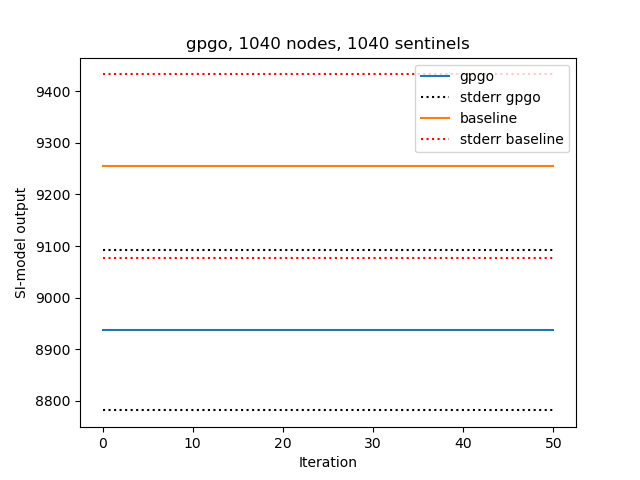 gpgo, 1040 nodes, 1040 sentinels
gpgo
stderr gpgo
baseline
stderr baseline
9400
9300
9200
9100
9000
8900
8800
SI-model output
0 10 20 30 40 50
Iteration